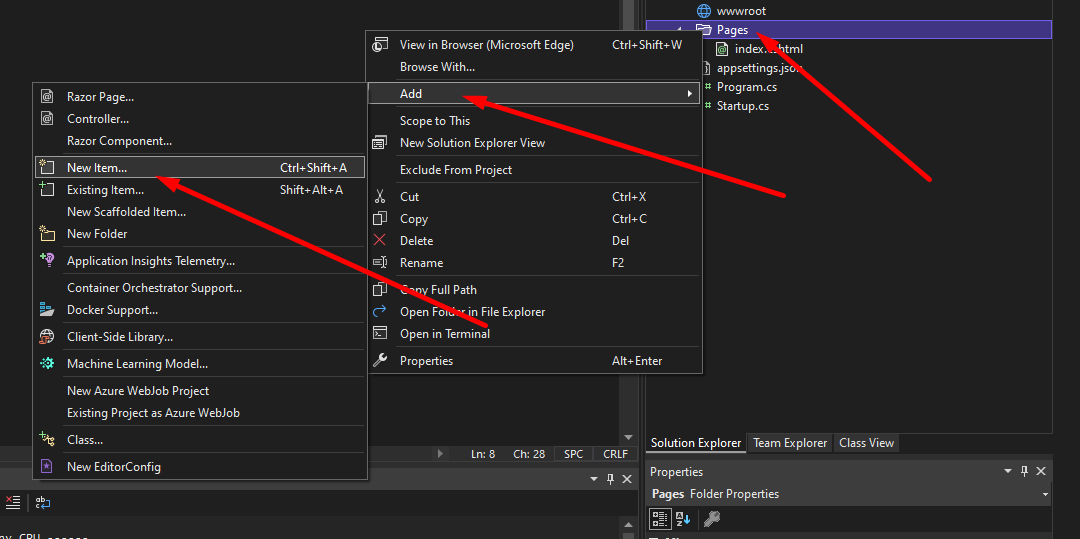 wwwroot
Pages
index.cshtml
appsettings.json
Program.cs
Startup.cs
View in Browser (Microsoft Edge) Ctrl+Shift+W
Browse With...
Add
Scope to This
New Solution Explorer View
Exclude From Project
Cut Ctrl+X
Copy Ctrl+C
Delete Del
Rename F2
Copy Full Path
Open Folder in File Explorer
Open in Terminal
Properties Alt+Enter
Razor Page...
Controller...
Razor Component...
New Item... Ctrl+Shift+A
Existing Item... Shift+Alt+A
New Scaffolded Item...
New Folder
Application Insights Telemetry...
Container Orchestrator Support...
Docker Support...
Client-Side Library...
Machine Learning Model...
New Azure WebJob Project
Existing Project as Azure WebJob
Class...
New EditorConfig
Ln: 8 Ch: 28 SPC CRLF
Solution Explorer Team Explorer Class View
Properties
Pages Folder Properties